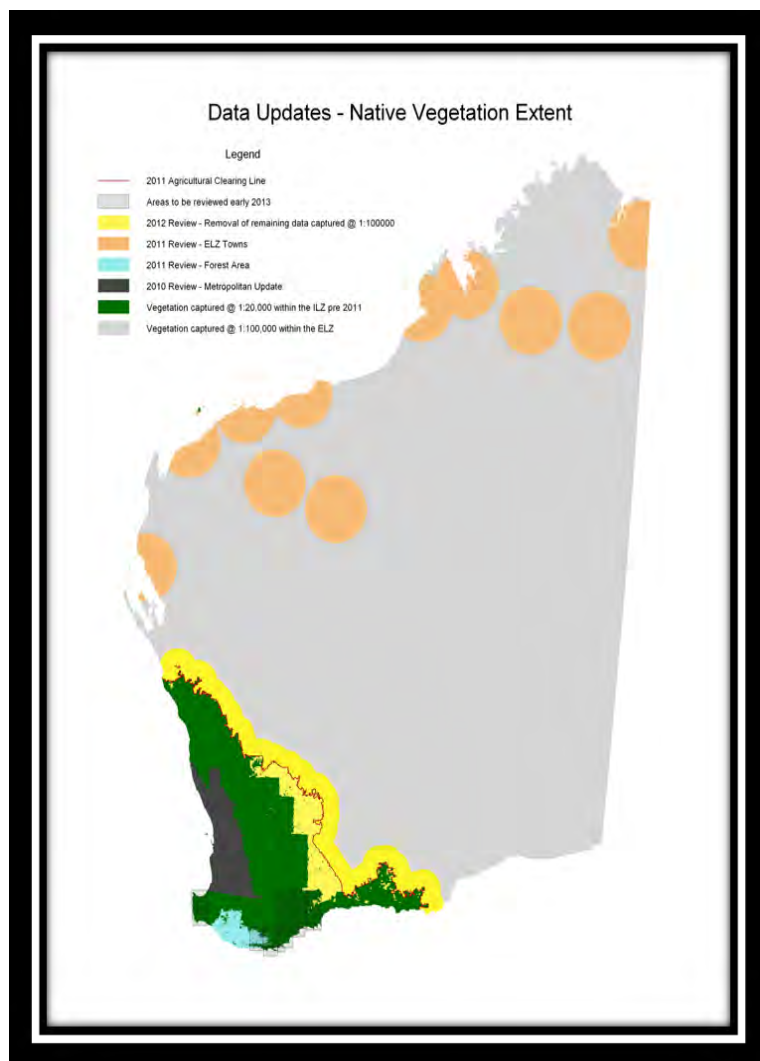 Data Updates - Native Vegetation Extent
Legend
2011 Agricultural Clearing Line
Areas to be reviewed early 2013
2012 Review - Removal of remaining data captured @ 1:100000
2011 Review - ELZ Towns
2011 Review - Forest Area
2010 Review - Metropolitan Update
Vegetation captured @ 1:20,000 within the ILZ pre 2011
Vegetation captured @ 1:100,000 within the ELZ